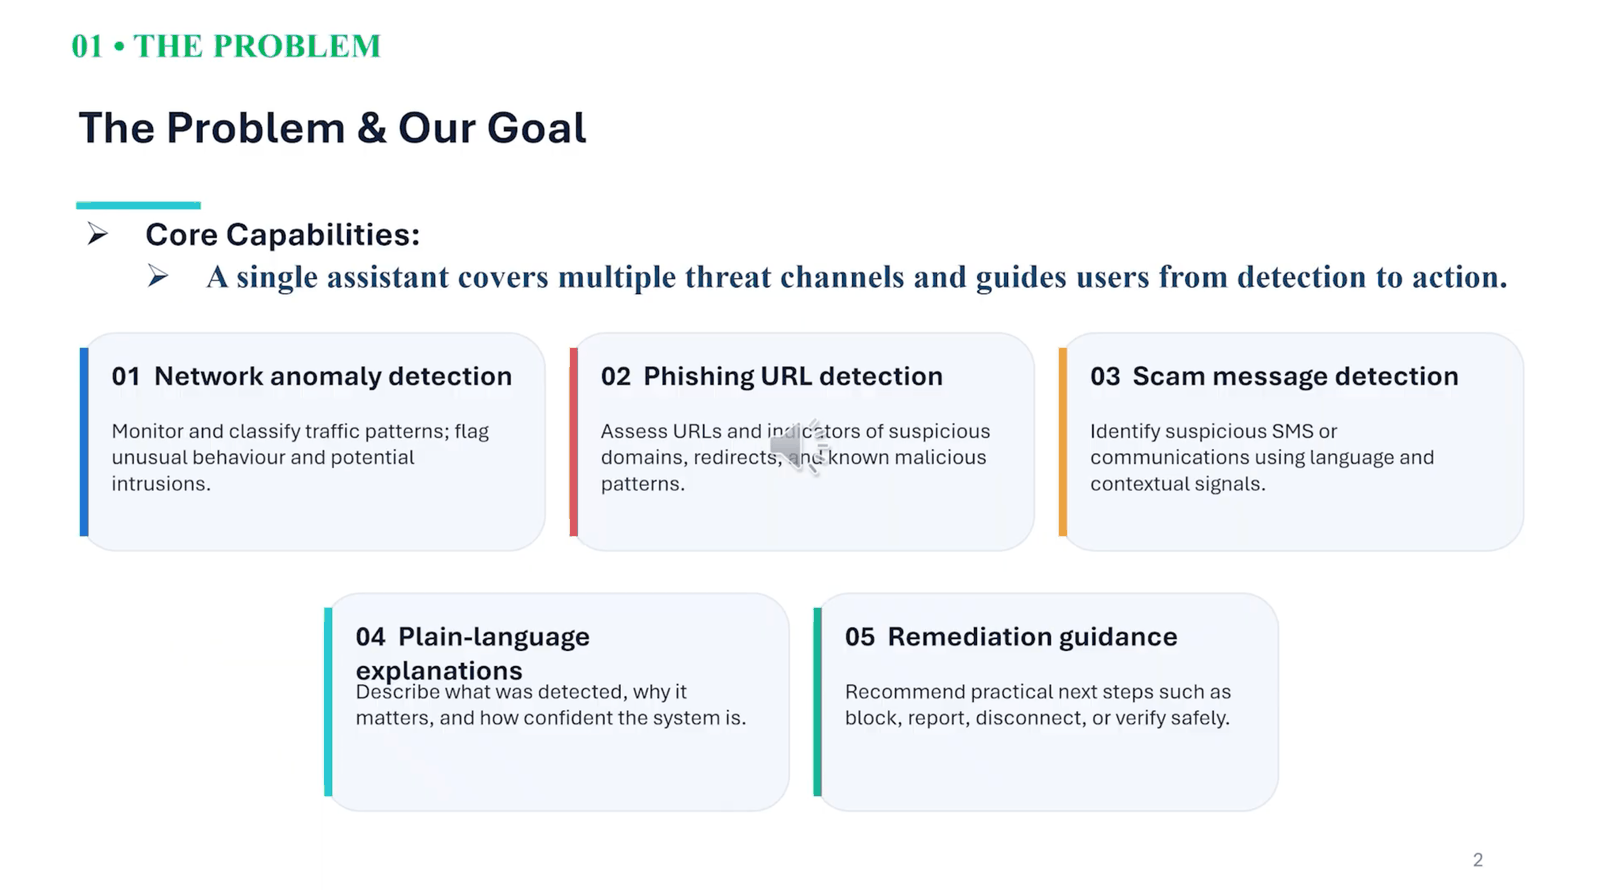 01 • THE PROBLEM
The Problem & Our Goal
➢ Core Capabilities:
➢ A single assistant covers multiple threat channels and guides users from detection to action.
01 Network anomaly detection
Monitor and classify traffic patterns; flag
unusual behaviour and potential
intrusions.
02 Phishing URL detection
Assess URLs and indicators of suspicious
domains, redirects, and known malicious
patterns.
03 Scam message detection
Identify suspicious SMS or
communications using language and
contextual signals.
04 Plain-language
explanations
Describe what was detected, why it
matters, and how confident the system is.
05 Remediation guidance
Recommend practical next steps such as
block, report, disconnect, or verify safely.
2